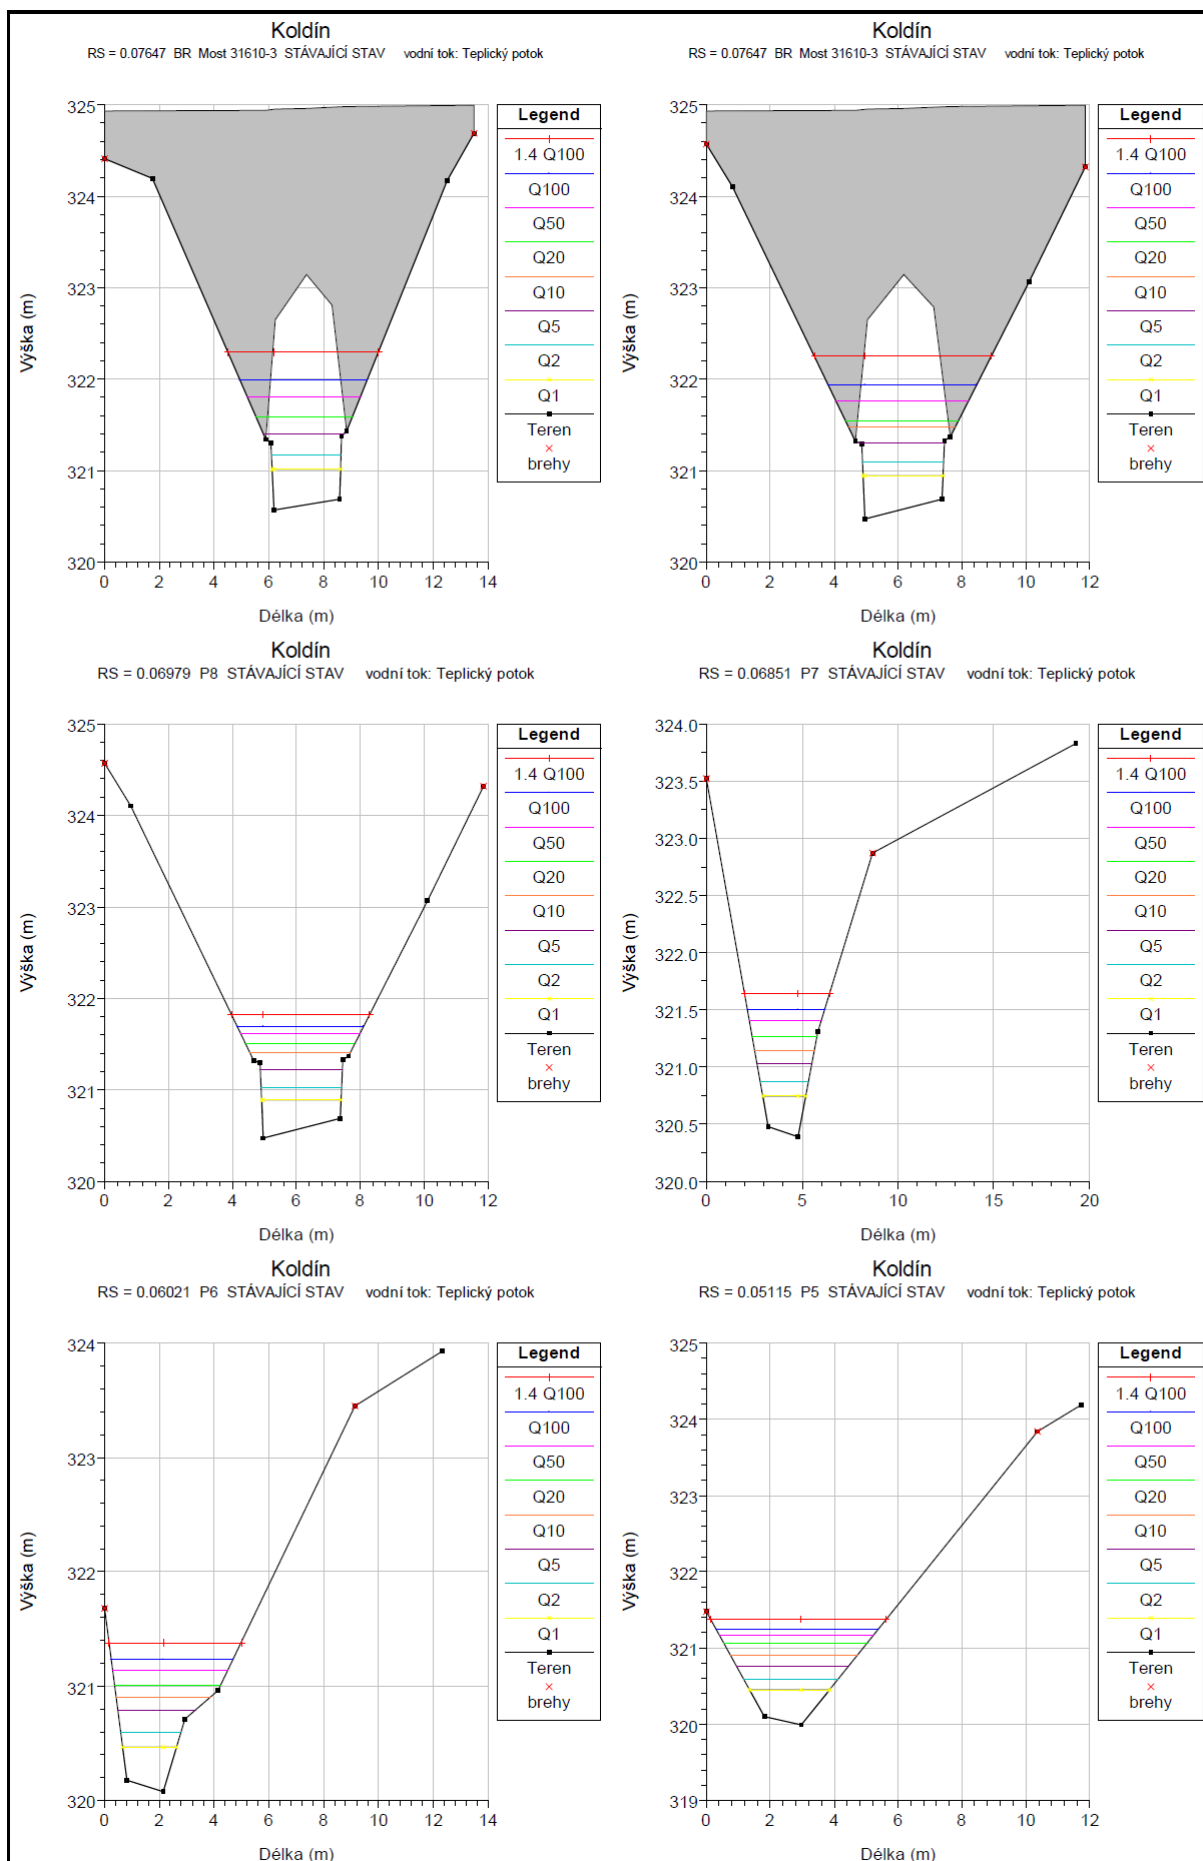 Koldín
RS = 0.07647 BR Most 31610-3 STÁVAJÍCÍ STAV vodní tok: Teplický potok
325
324
323
322
321
320
Výška (m)
0 2 4 6 8 10 12 14
Délka (m)
Legend
1.4 Q100
Q100
Q50
Q20
Q10
Q5
Q2
Q1
Teren
brehy
Koldín
RS = 0.07647 BR Most 31610-3 STÁVAJÍCÍ STAV vodní tok: Teplický potok
325
324
323
322
321
320
Výška (m)
0 2 4 6 8 10 12
Délka (m)
Legend
1.4 Q100
Q100
Q50
Q20
Q10
Q5
Q2
Q1
Teren
brehy
Koldín
RS = 0.06979 P8 STÁVAJÍCÍ STAV vodní tok: Teplický potok
325
324
323
322
321
320
Výška (m)
0 2 4 6 8 10 12
Délka (m)
Legend
1.4 Q100
Q100
Q50
Q20
Q10
Q5
Q2
Q1
Teren
brehy
Koldín
RS = 0.06851 P7 STÁVAJÍCÍ STAV vodní tok: Teplický potok
324.0
323.5
323.0
322.5
322.0
321.5
321.0
320.5
320.0
Výška (m)
0 5 10 15 20
Délka (m)
Legend
1.4 Q100
Q100
Q50
Q20
Q10
Q5
Q2
Q1
Teren
brehy
Koldín
RS = 0.06021 P6 STÁVAJÍCÍ STAV vodní tok: Teplický potok
324
323
322
321
320
Výška (m)
0 2 4 6 8 10 12 14
Délka (m)
Legend
1.4 Q100
Q100
Q50
Q20
Q10
Q5
Q2
Q1
Teren
brehy
Koldín
RS = 0.05115 P5 STÁVAJÍCÍ STAV vodní tok: Teplický potok
325
324
323
322
321
320
319
Výška (m)
0 2 4 6 8 10 12
Délka (m)
Legend
1.4 Q100
Q100
Q50
Q20
Q10
Q5
Q2
Q1
Teren
brehy